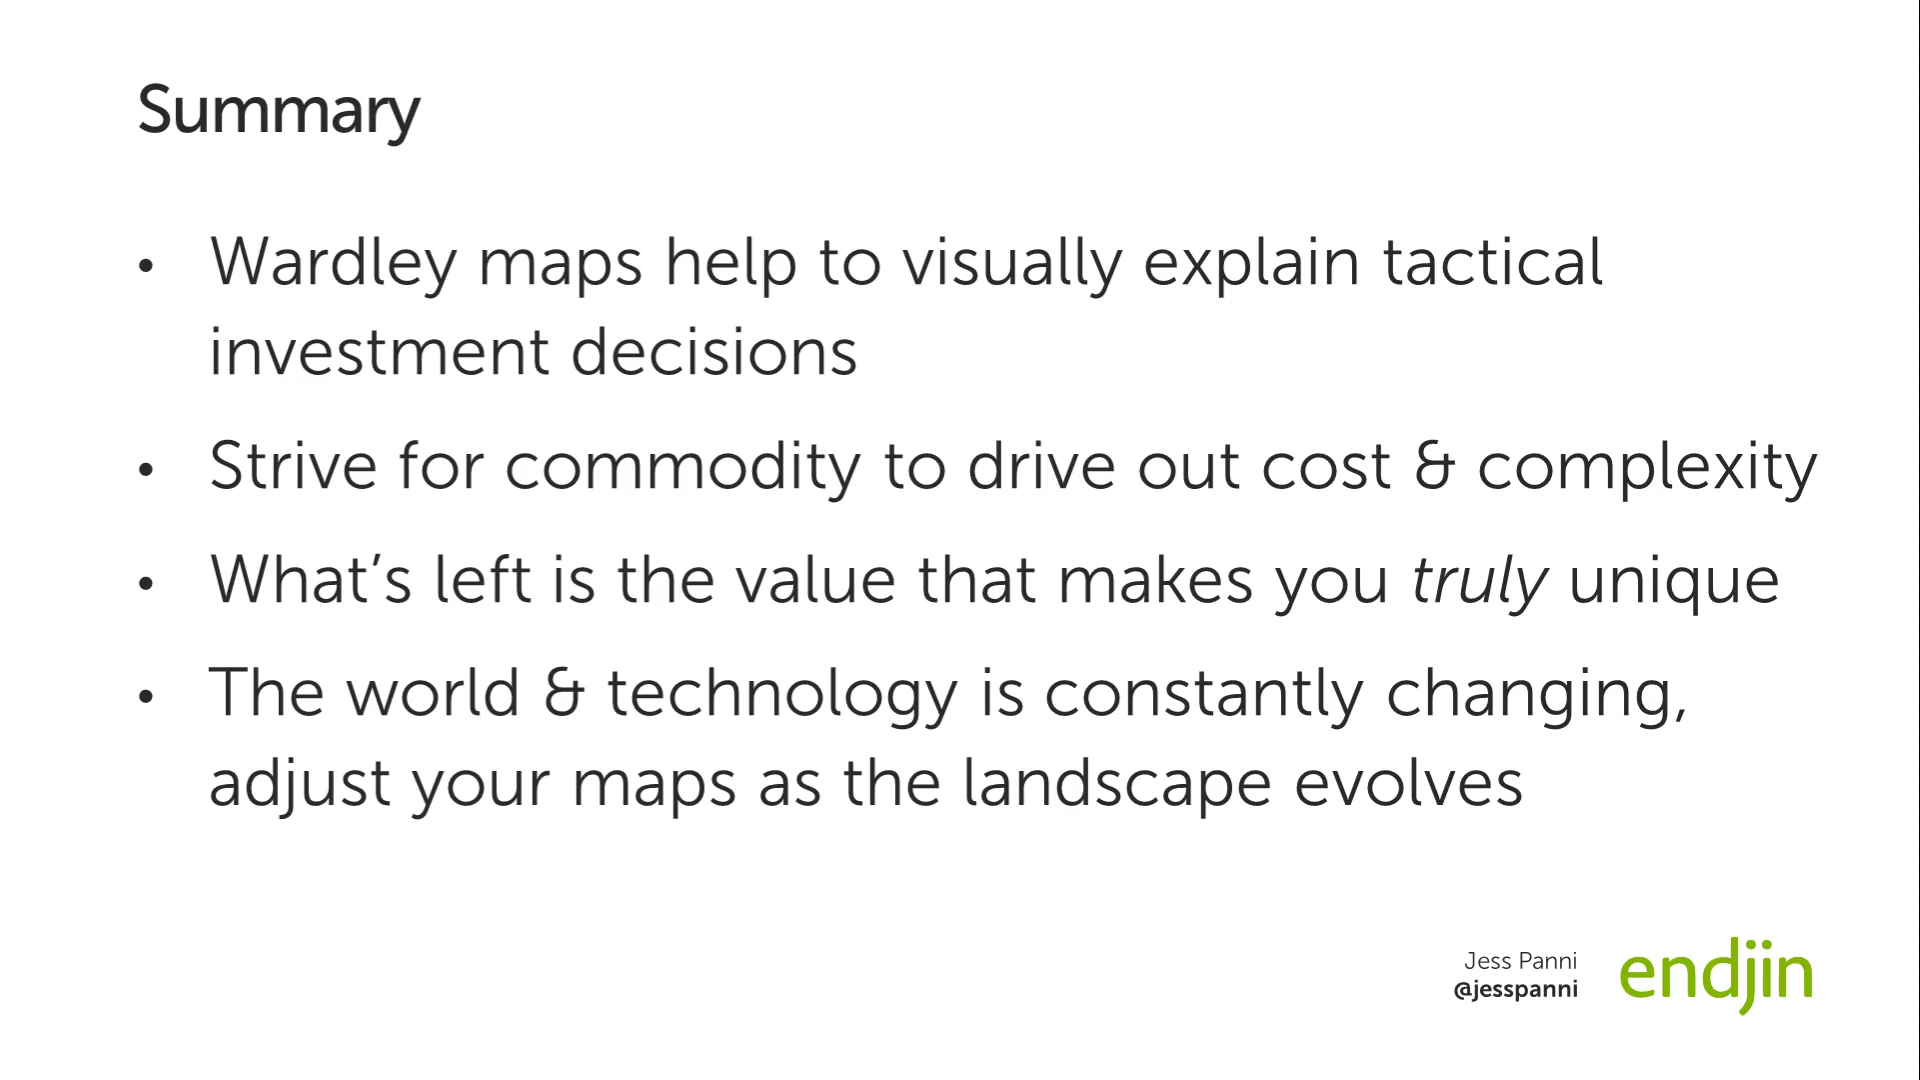 Summary
• Wardley maps help to visually explain tactical
investment decisions
• Strive for commodity to drive out cost & complexity
• What’s left is the value that makes you truly unique
• The world & technology is constantly changing,
adjust your maps as the landscape evolves
Jess Panni
@jesspanni
endjin